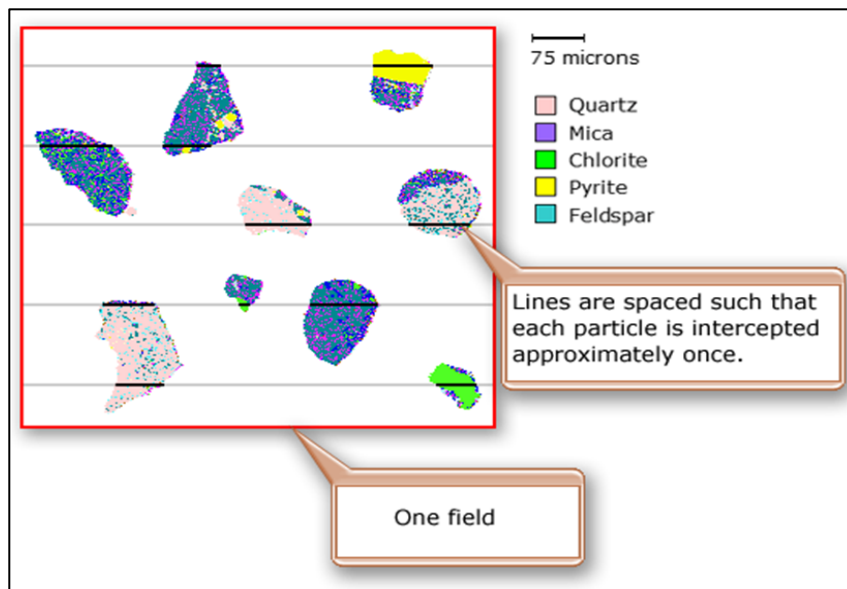 75 microns
Quartz
Mica
Chlorite
Pyrite
Feldspar
Lines are spaced such that
each particle is intercepted
approximately once.
One field